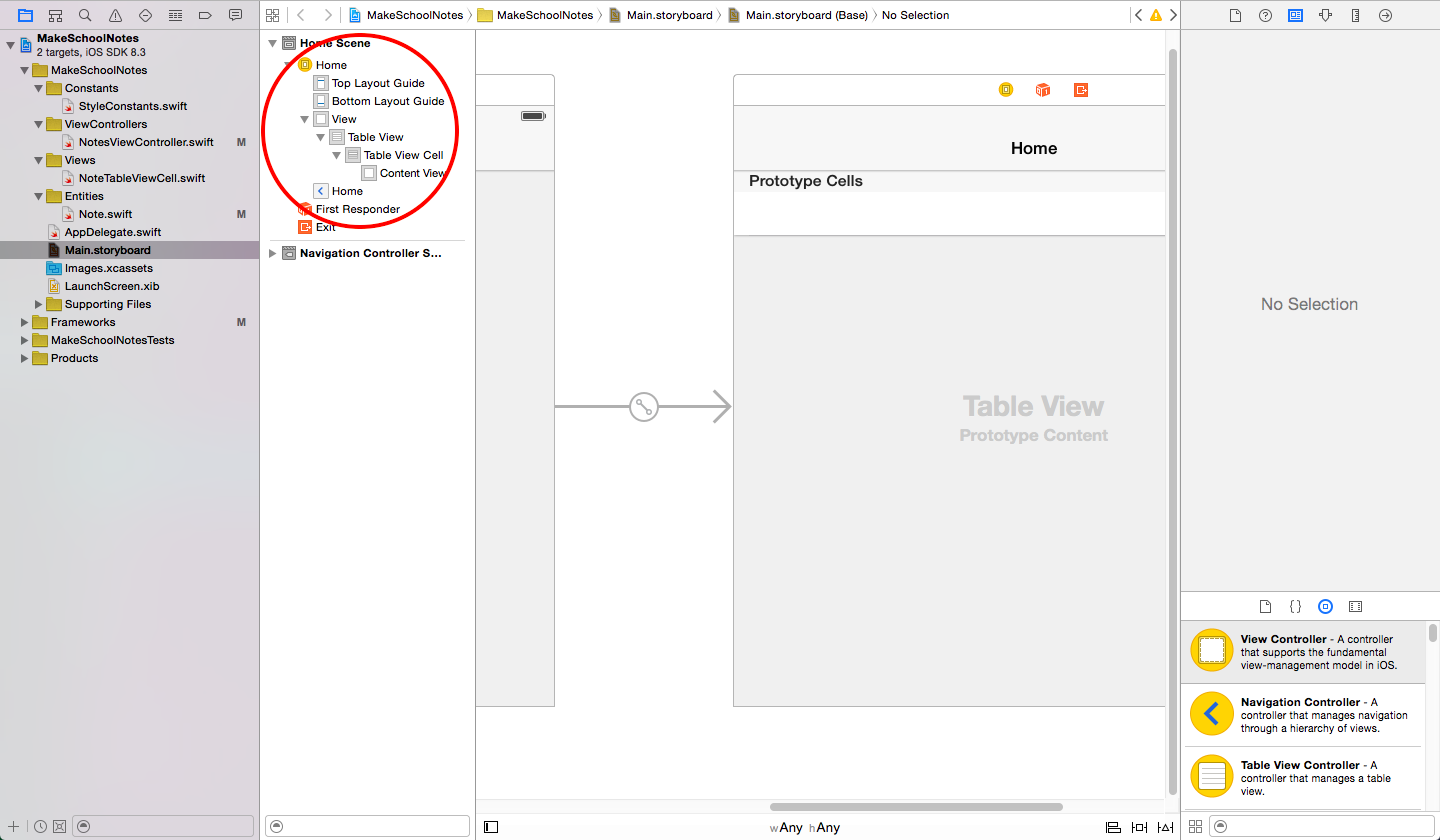 MakeSchoolNotes
2 targets, iOS SDK 8.3
MakeSchoolNotes
Constants
StyleConstants.swift
ViewControllers
NotesViewController.swift M
Views
NoteTableViewCell.swift
Entities
Note.swift M
AppDelegate.swift
Main.storyboard
Images.xcassets
LaunchScreen.xib
Supporting Files
Frameworks M
MakeSchoolNotesTests
Products
MakeSchoolNotes MakeSchoolNotes Main.storyboard Main.storyboard (Base) No Selection
Home Scene
Home
Top Layout Guide
Bottom Layout Guide
View
Table View
Table View Cell
Content View
Home
First Responder
Exit
Navigation Controller S...
Home
Prototype Cells
Table View
Prototype Content
wAny hAny
No Selection
View Controller - A controller
that supports the fundamental
view-management model in iOS.
Navigation Controller - A
controller that manages navigation
through a hierarchy of views.
Table View Controller - A
controller that manages a table
view.